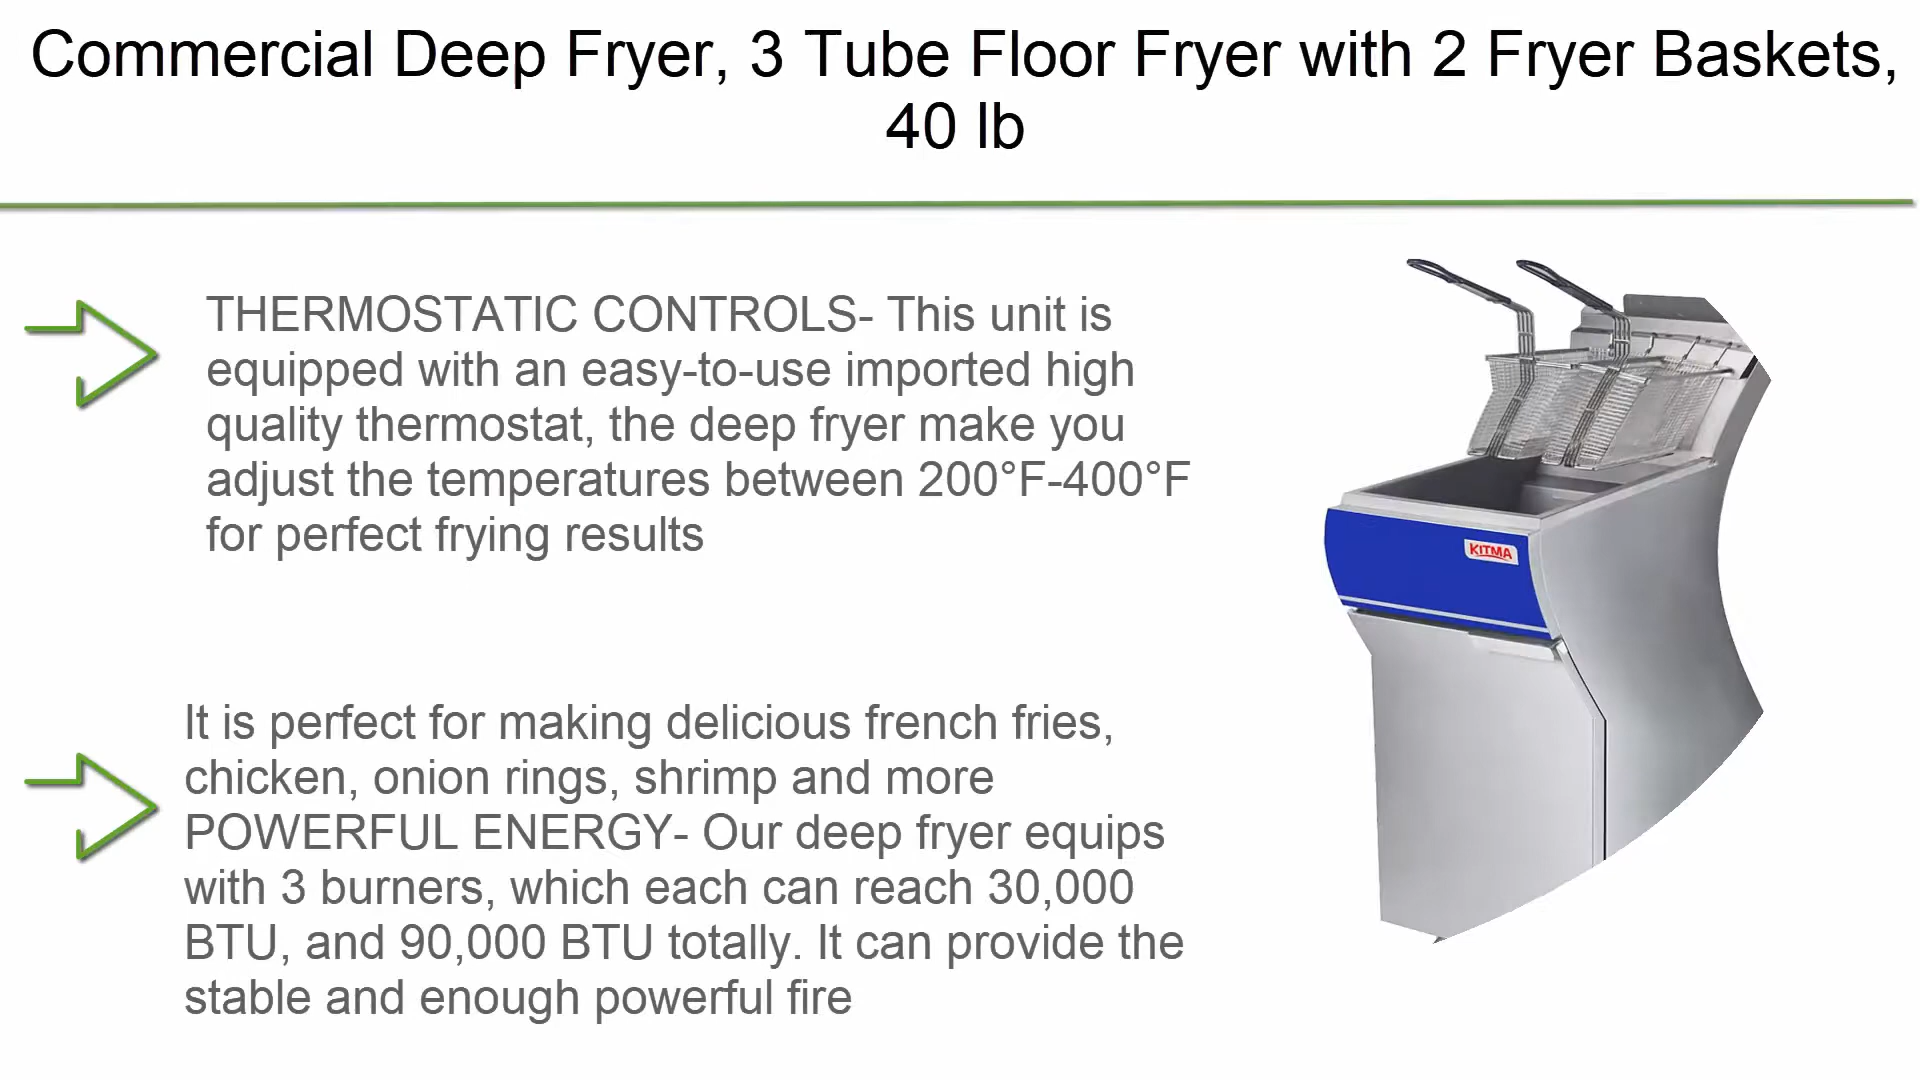 Commercial Deep Fryer, 3 Tube Floor Fryer with 2 Fryer Baskets,
40 lb
THERMOSTATIC CONTROLS- This unit is
equipped with an easy-to-use imported high
quality thermostat, the deep fryer make you
adjust the temperatures between 200°F-400°F
for perfect frying results
KITMA
It is perfect for making delicious french fries,
chicken, onion rings, shrimp and more
POWERFUL ENERGY- Our deep fryer equips
with 3 burners, which each can reach 30,000
BTU, and 90,000 BTU totally. It can provide the
stable and enough powerful fire